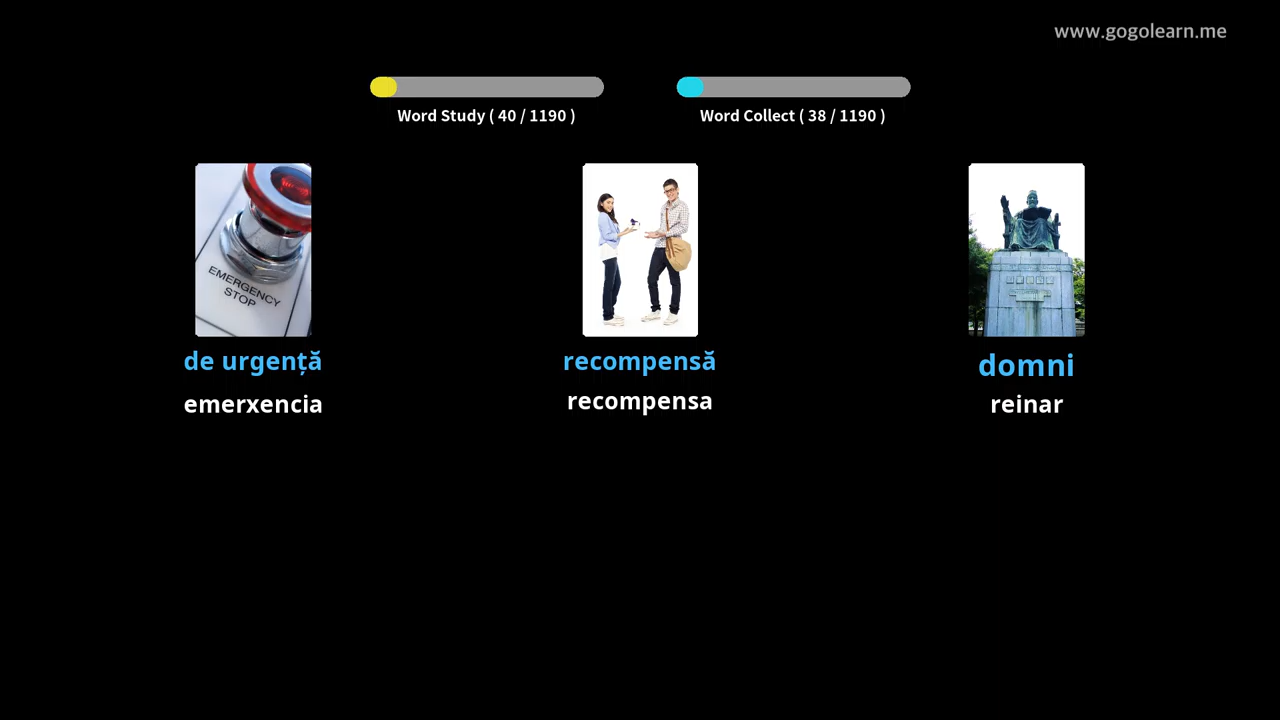 www.gogolearn.me
Word Study ( 40 / 1190 )
Word Collect ( 38 / 1190 )
EMERGENCY
STOP
de urgență
emerxencia
recompensă
recompensa
domni
reinar